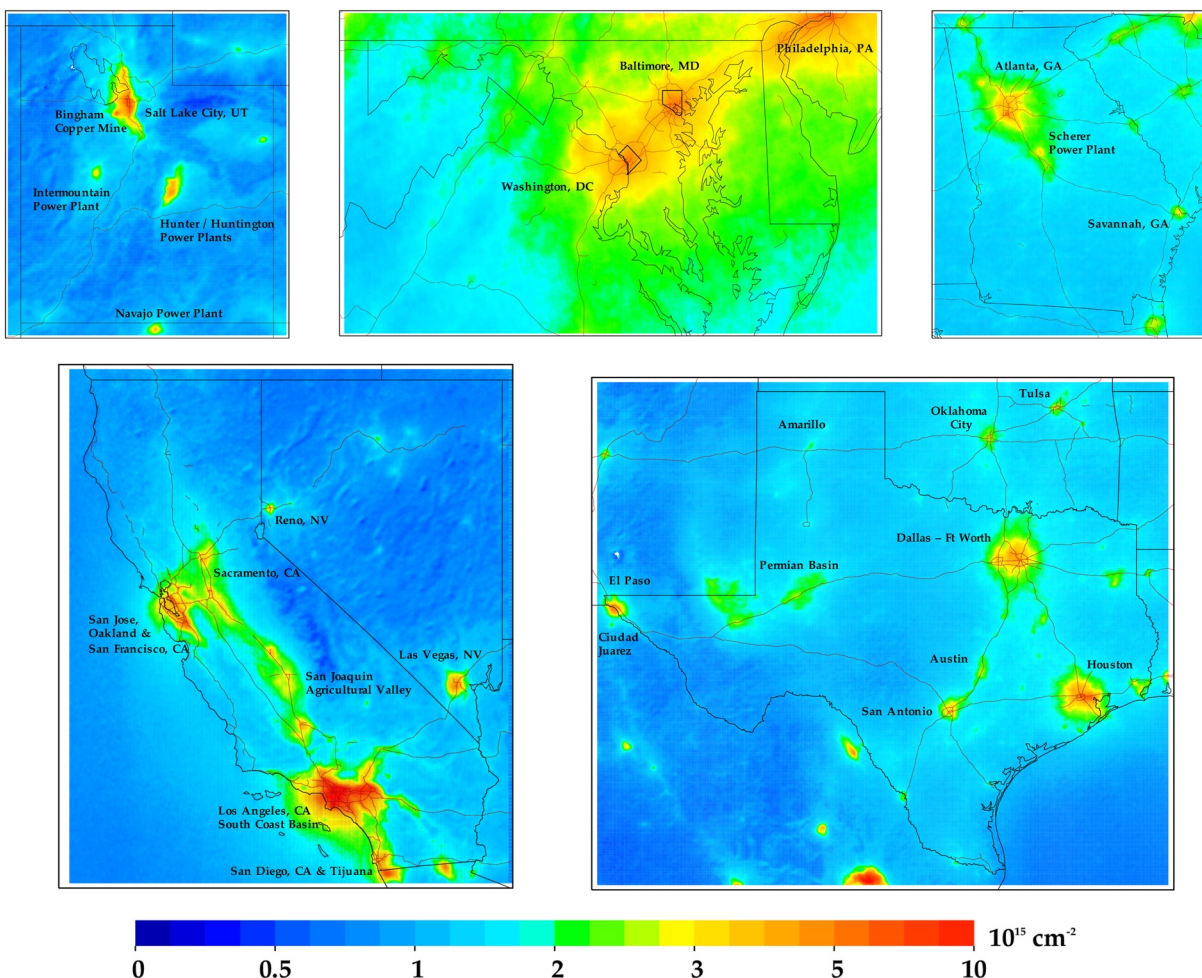 Bingham
Copper Mine
Salt Lake City, UT
Intermountain
Power Plant
Hunter / Huntington
Power Plants
Navajo Power Plant
Philadelphia, PA
Baltimore, MD
Washington, DC
Atlanta, GA
Scherer
Power Plant
Savannah, GA
Reno, NV
Sacramento, CA
San Jose,
Oakland &
San Francisco, CA
Las Vegas, NV
San Joaquin
Agricultural Valley
Los Angeles, CA
South Coast Basin
San Diego, CA & Tijuana
Tulsa
Oklahoma
City
Amarillo
Dallas – Ft Worth
Permian Basin
El Paso
Ciudad
Juarez
Austin
Houston
San Antonio
10¹⁵ cm⁻²
0 0.5 1 2 3 5 10